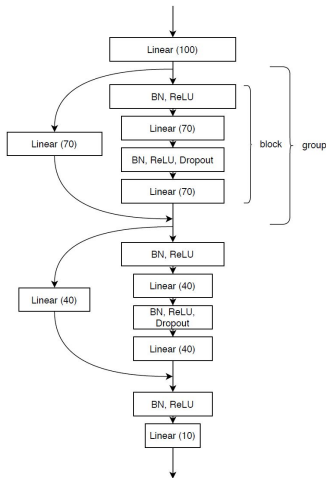 Linear (100)
BN, ReLU
Linear (70)
Linear (70)
BN, ReLU, Dropout
Linear (70)
block
group
BN, ReLU
Linear (40)
Linear (40)
BN, ReLU,
Dropout
Linear (40)
BN, ReLU
Linear (10)